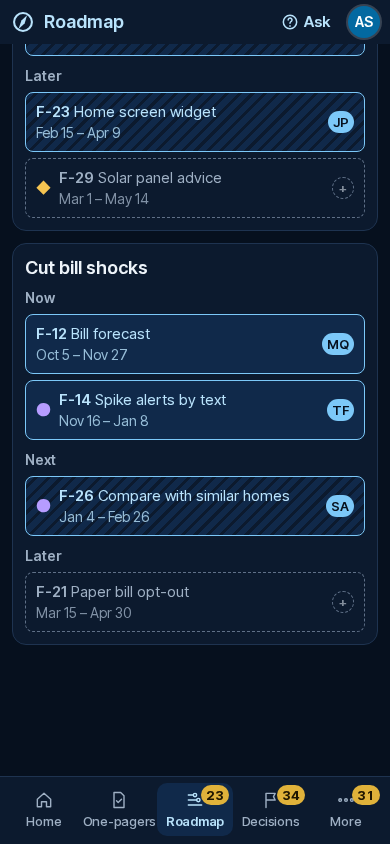 Roadmap
Ask
AS
Later
F-23 Home screen widget
Feb 15 – Apr 9
JP
F-29 Solar panel advice
Mar 1 – May 14
+
Cut bill shocks
Now
F-12 Bill forecast
Oct 5 – Nov 27
MQ
F-14 Spike alerts by text
Nov 16 – Jan 8
TF
Next
F-26 Compare with similar homes
Jan 4 – Feb 26
SA
Later
F-21 Paper bill opt-out
Mar 15 – Apr 30
+
23
34
31
Home
One-pagers
Roadmap
Decisions
More